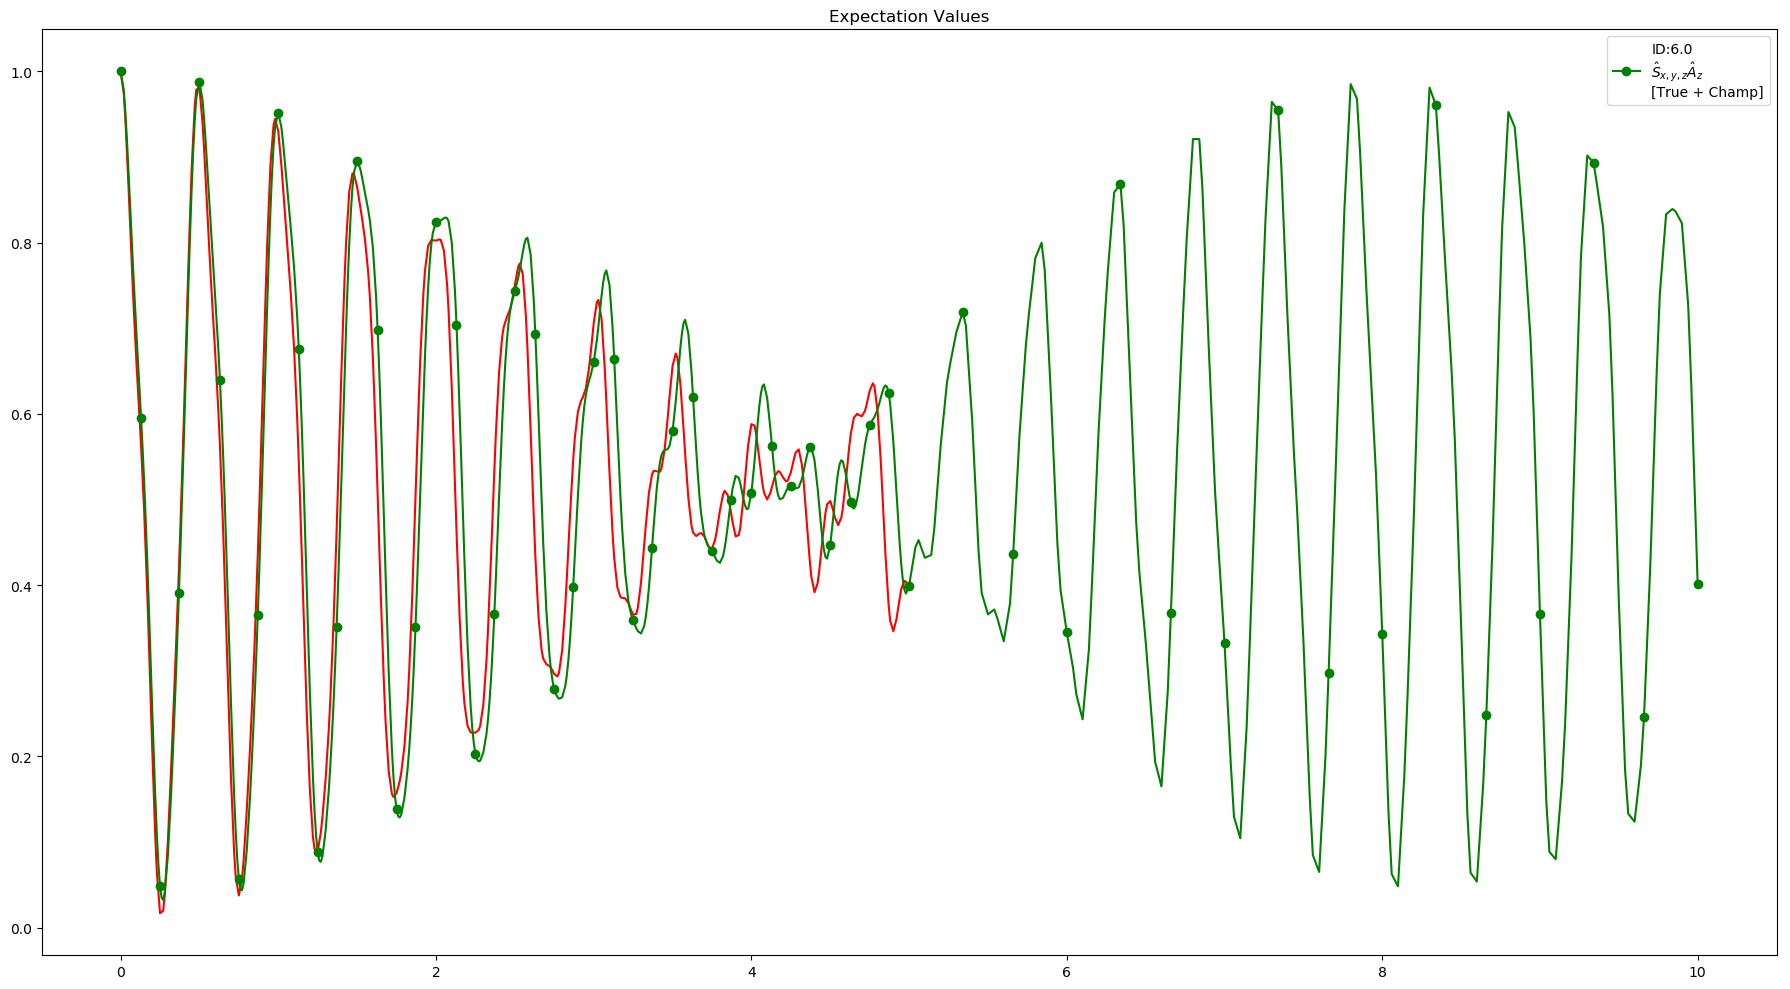 Expectation Values
ID:6.0
$\hat{S}_{x,y,z}\hat{A}_z$
[True + Champ]
1.0
0.8
0.6
0.4
0.2
0.0
0 2 4 6 8 10